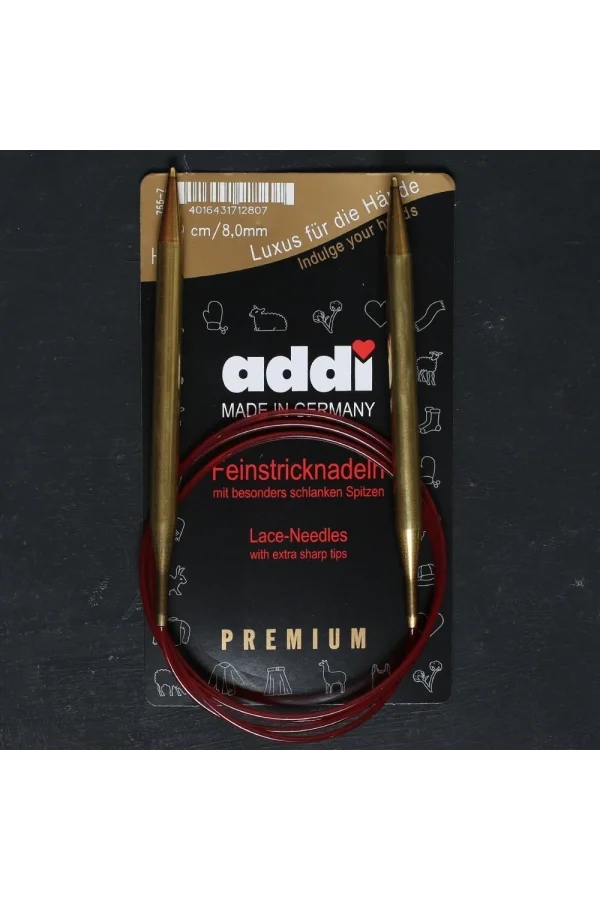 755-7
4016431712807
cm/8,0mm
Luxus für die Hände
Indulge your hands
addi
MADE IN GERMANY
Feinstricknadeln
mit besonders schlanken Spitzen
Lace-Needles
with extra sharp tips
PREMIUM